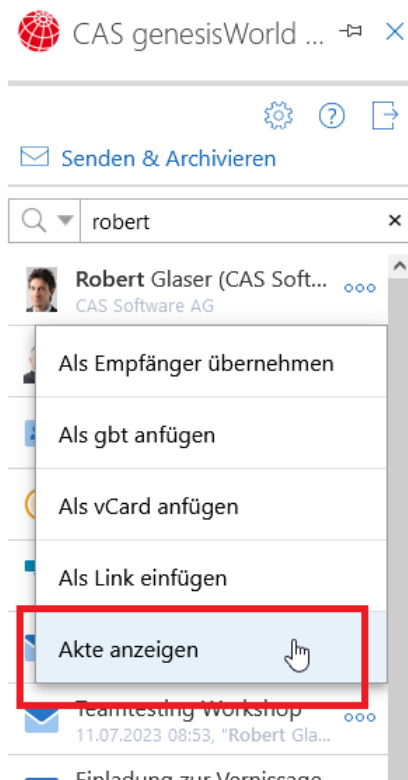 CAS genesisWorld ...
Senden & Archivieren
robert
Robert Glaser (CAS Soft...
CAS Software AG
Als Empfänger übernehmen
Als gbt anfügen
Als vCard anfügen
Als Link einfügen
Akte anzeigen
Teamtesting Workshop
11.07.2023 08:53, "Robert Gla...
Einladung zur Vernissage